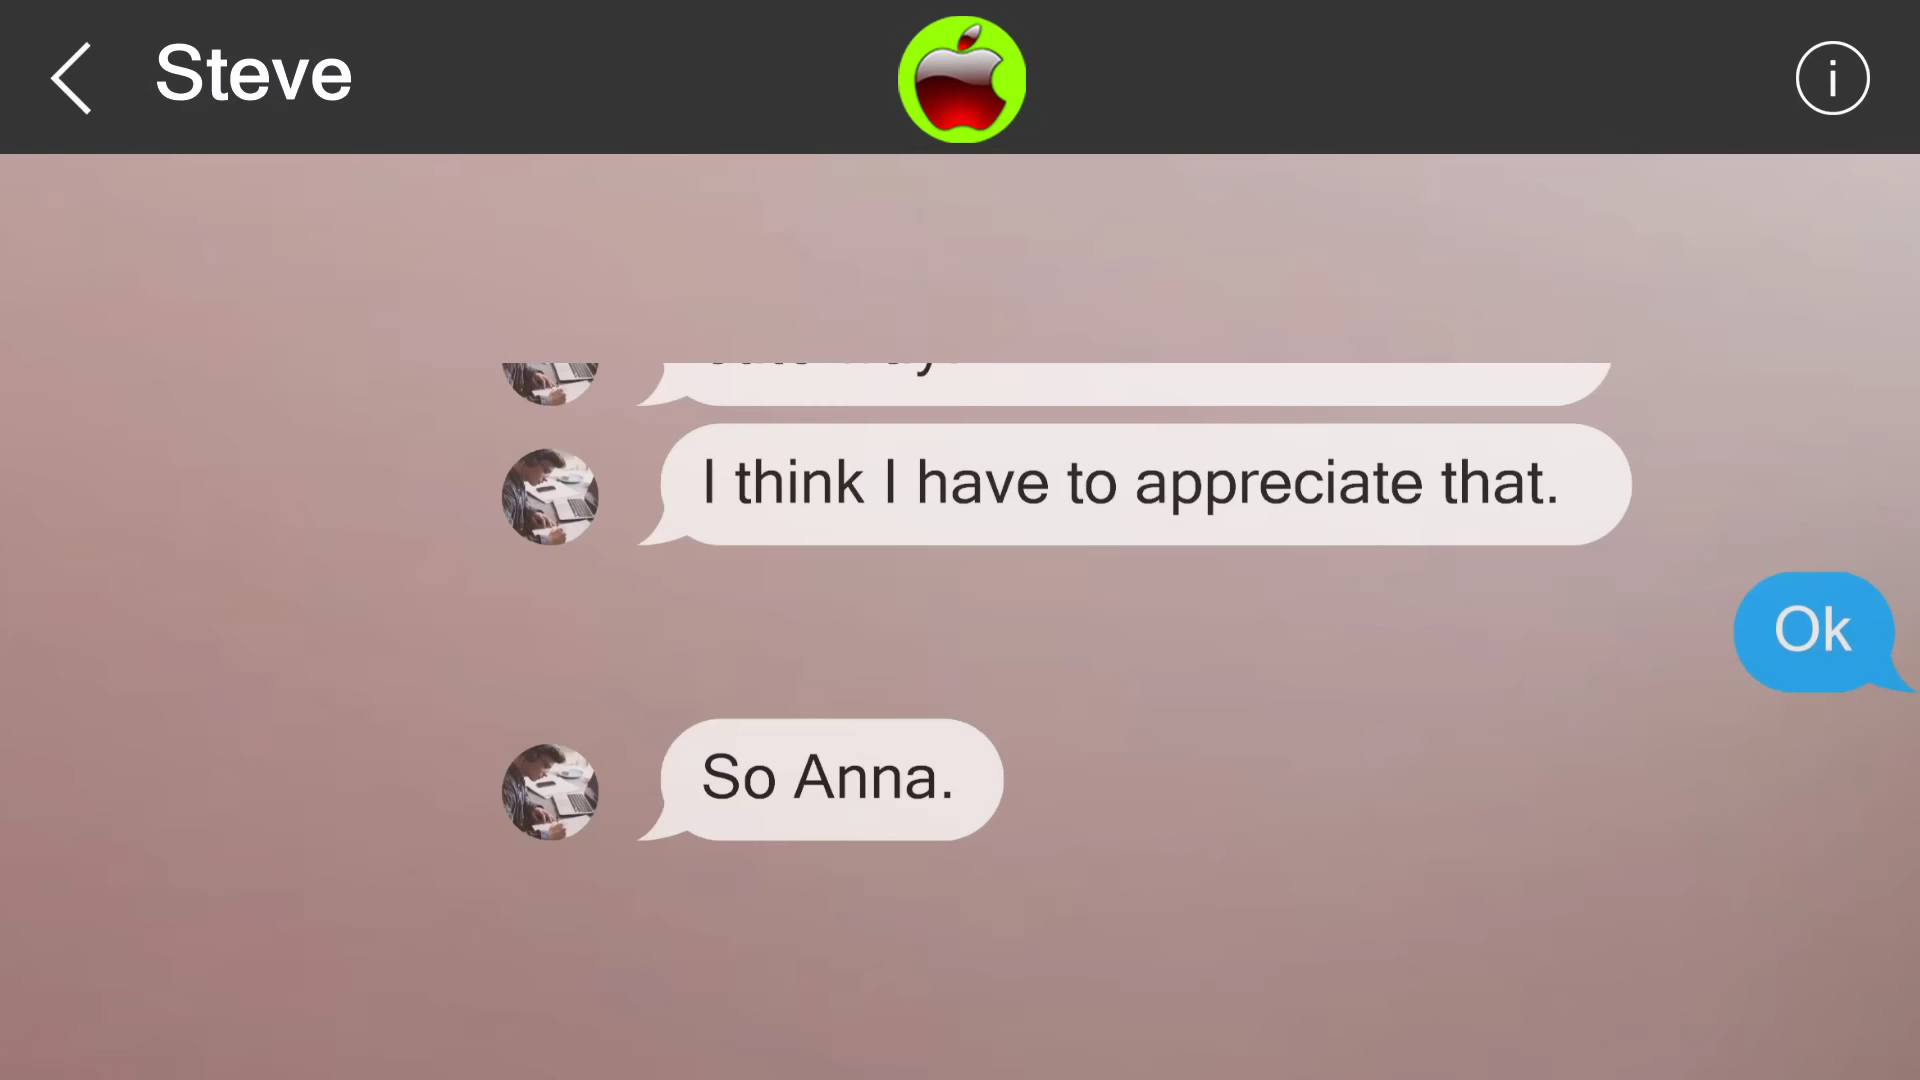 Steve
i
I think I have to appreciate that.
Ok
So Anna.